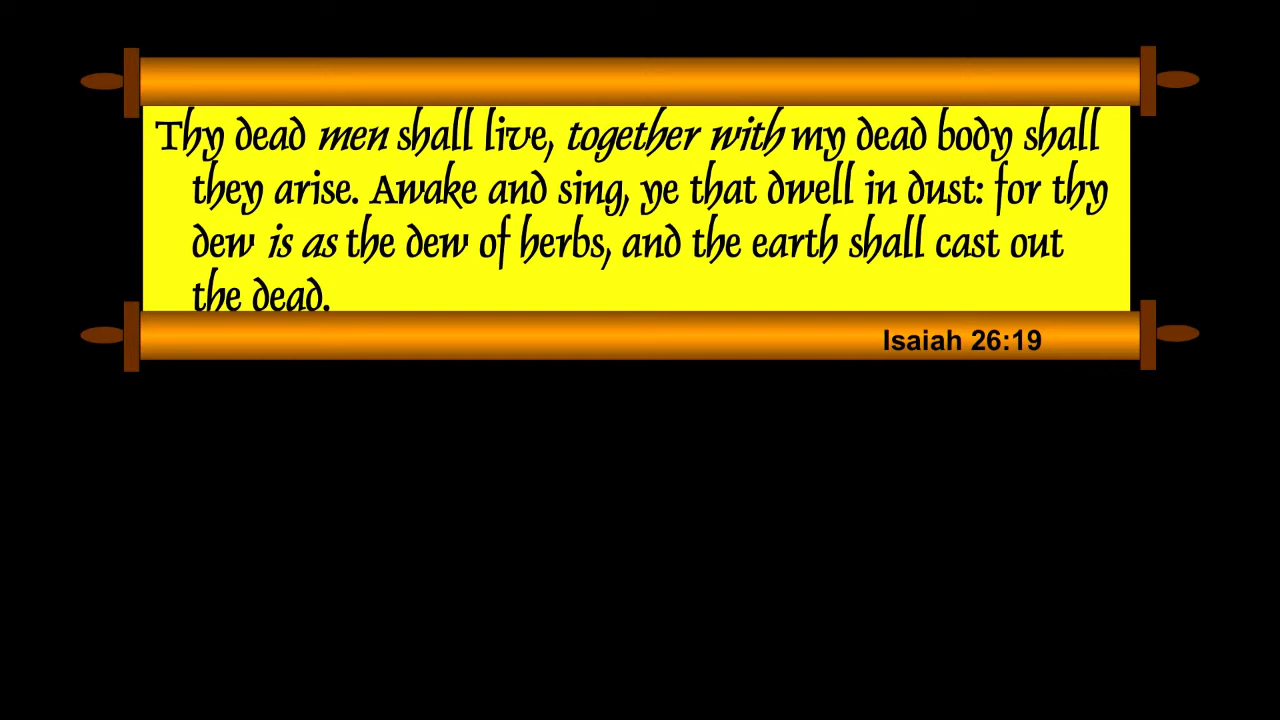 Thy dead men shall live, together with my dead body shall
they arise. Awake and sing, ye that dwell in dust: for thy
dew is as the dew of herbs, and the earth shall cast out
the dead.
Isaiah 26:19